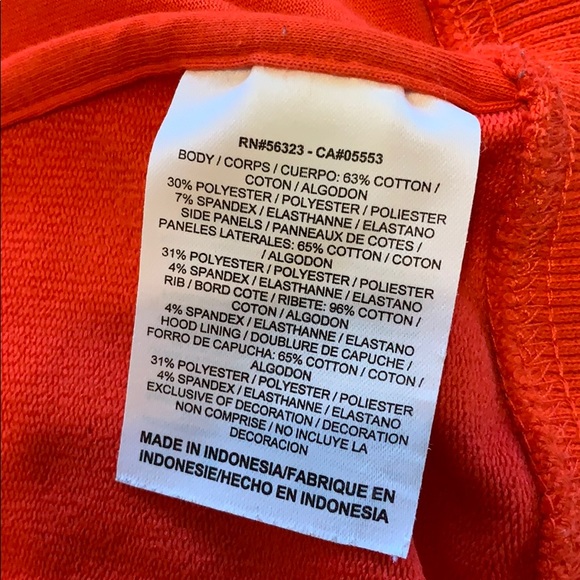 RN#56323 - CA#05553
BODY / CORPS / CUERPO: 63% COTTON /
COTON / ALGODON
30% POLYESTER / POLYESTER / POLIESTER
7% SPANDEX / ELASTHANNE / ELASTANO
SIDE PANELS / PANNEAUX DE COTES /
PANELES LATERALES: 65% COTTON / COTON
/ ALGODON
31% POLYESTER / POLYESTER / POLIESTER
4% SPANDEX / ELASTHANNE / ELASTANO
RIB / BORD COTE / RIBETE: 96% COTTON /
COTON / ALGODON
4% SPANDEX / ELASTHANNE / ELASTANO
HOOD LINING / DOUBLURE DE CAPUCHE /
FORRO DE CAPUCHA: 65% COTTON / COTON /
ALGODON
31% POLYESTER / POLYESTER / POLIESTER
4% SPANDEX / ELASTHANNE / ELASTANO
EXCLUSIVE OF DECORATION / DECORATION
NON COMPRISE / NO INCLUYE LA
DECORACION
MADE IN INDONESIA/FABRIQUE EN
INDONESIE/HECHO EN INDONESIA